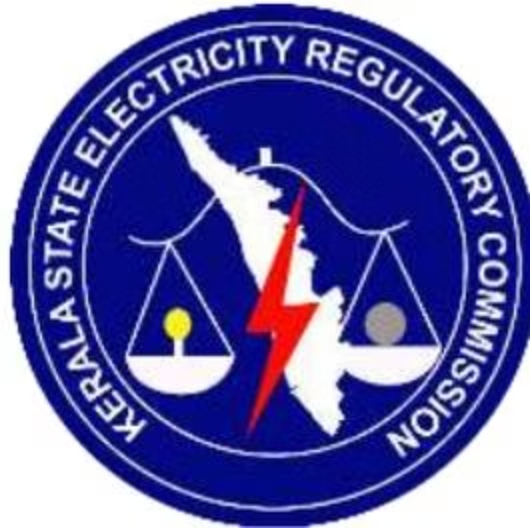 KERALA STATE ELECTRICITY REGULATORY COMMISSION